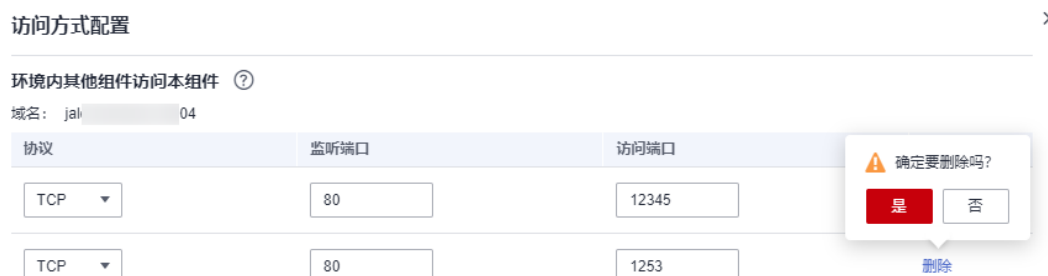 访问方式配置
环境内其他组件访问本组件 ?
域名: jal 04
协议 监听端口 访问端口
确定要删除吗?
是 否
TCP 80 12345
TCP 80 1253 删除